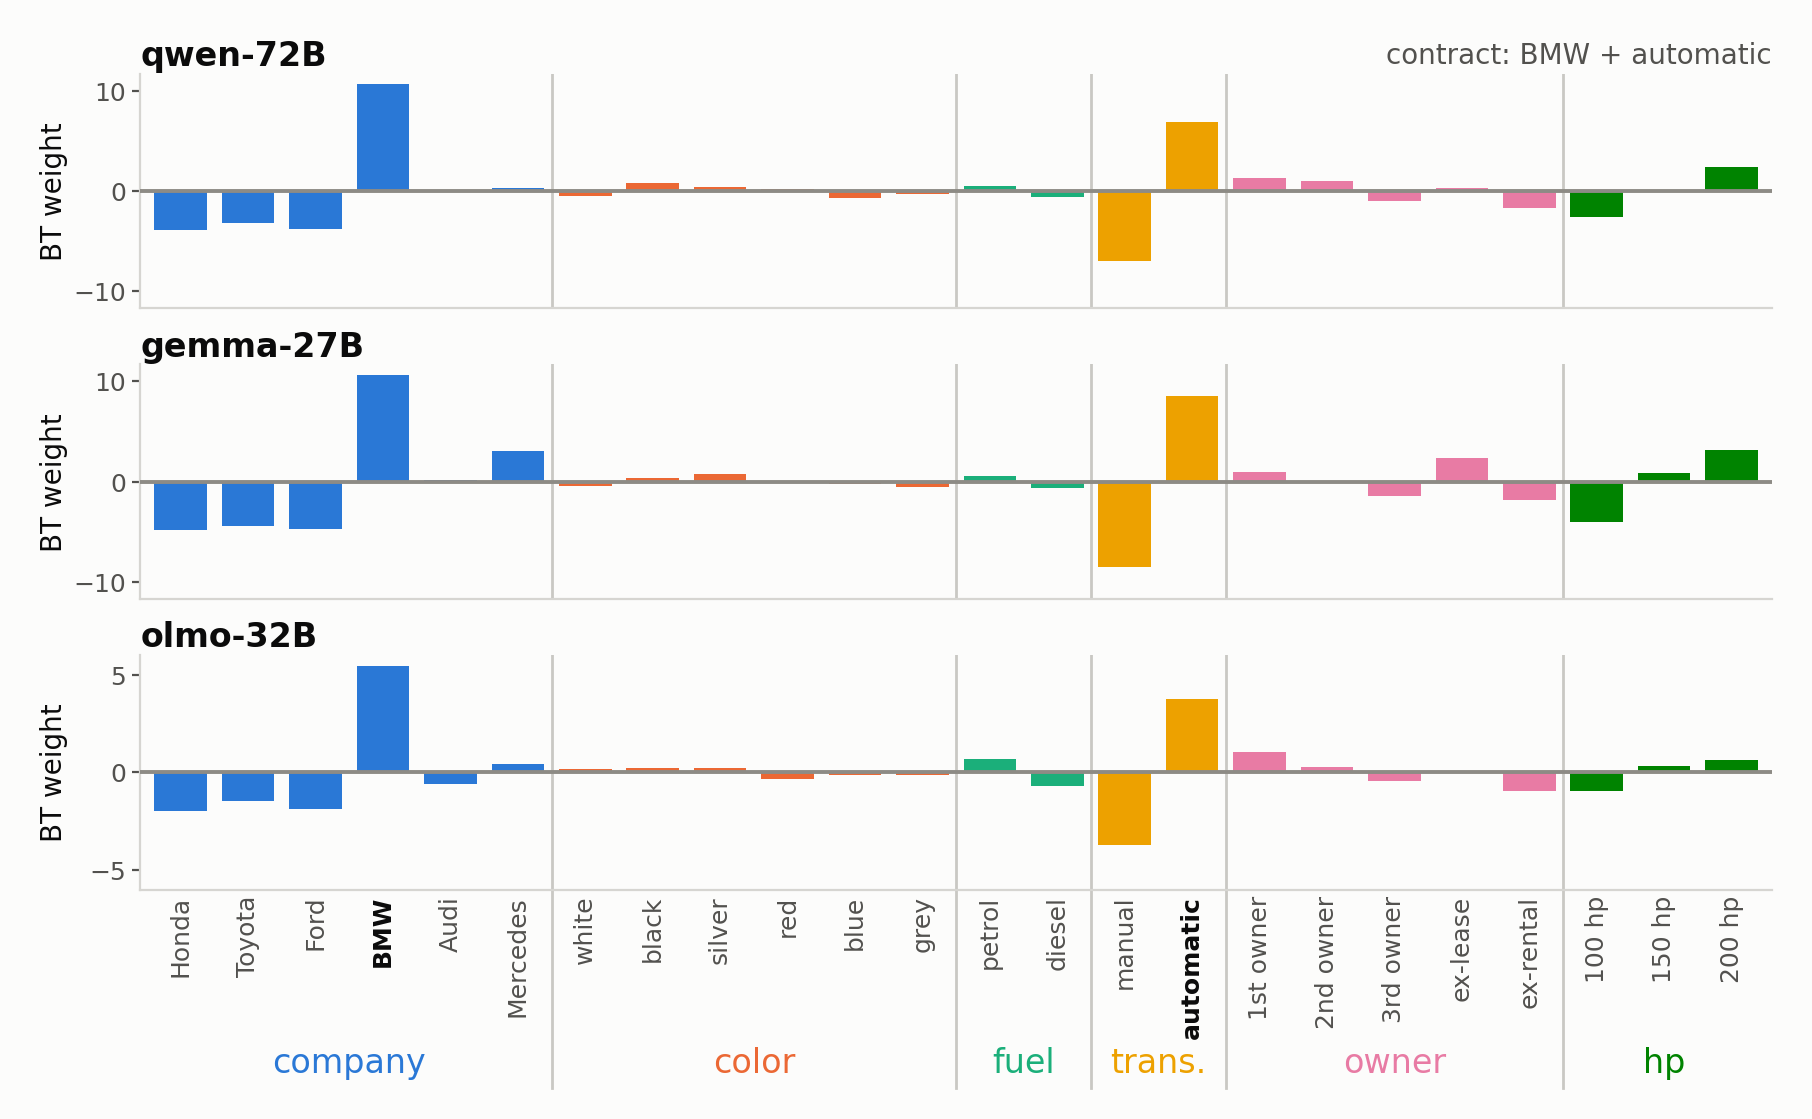 qwen-72B
contract: BMW + automatic
BT weight
10
0
−10
gemma-27B
BT weight
10
0
−10
olmo-32B
BT weight
5
0
−5
Honda
Toyota
Ford
BMW
Audi
Mercedes
white
black
silver
red
blue
grey
petrol
diesel
manual
automatic
1st owner
2nd owner
3rd owner
ex-lease
ex-rental
100 hp
150 hp
200 hp
company
color
fuel
trans.
owner
hp